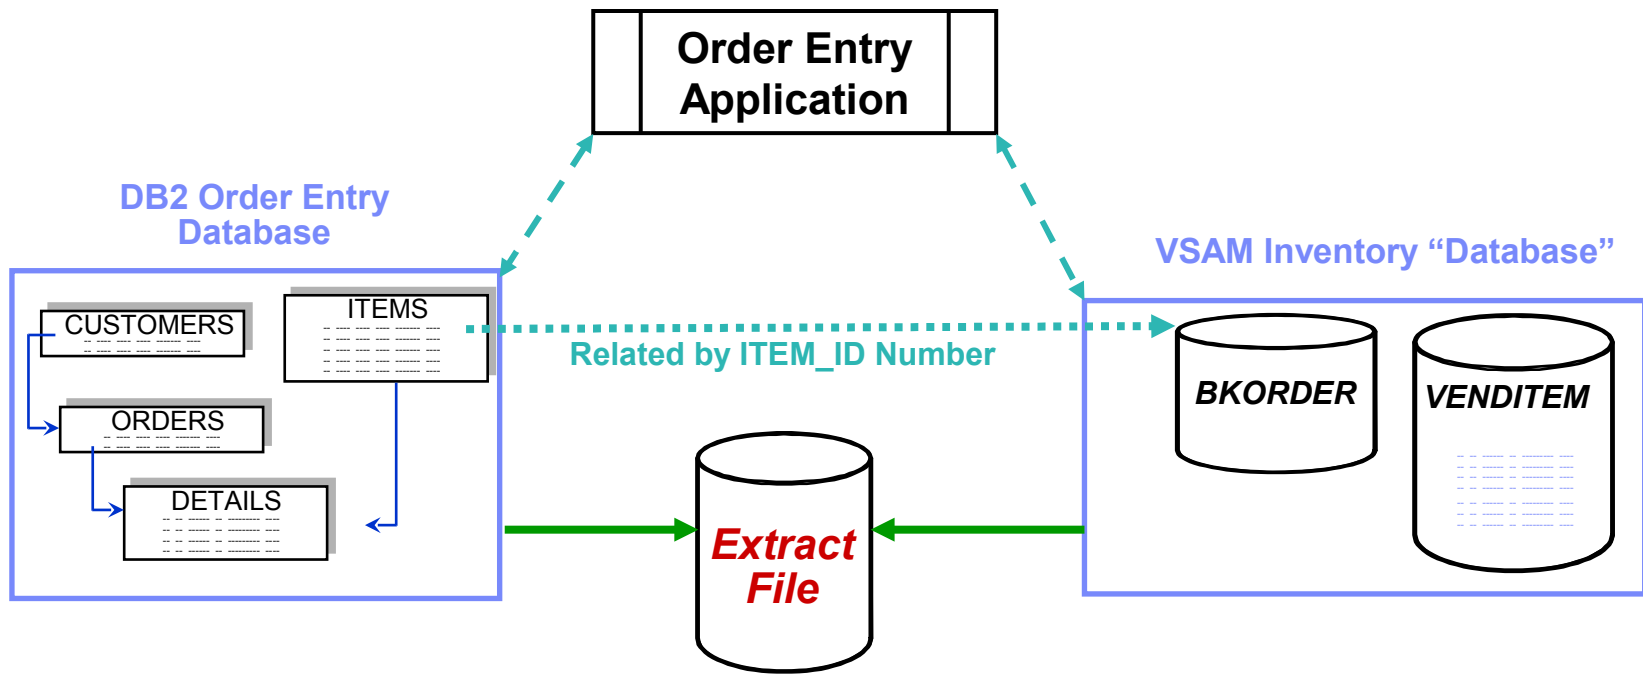 Order Entry
Application
DB2 Order Entry
Database
VSAM Inventory “Database”
CUSTOMERS
ITEMS
Related by ITEM_ID Number
ORDERS
DETAILS
BKORDER
VENDITEM
Extract
File